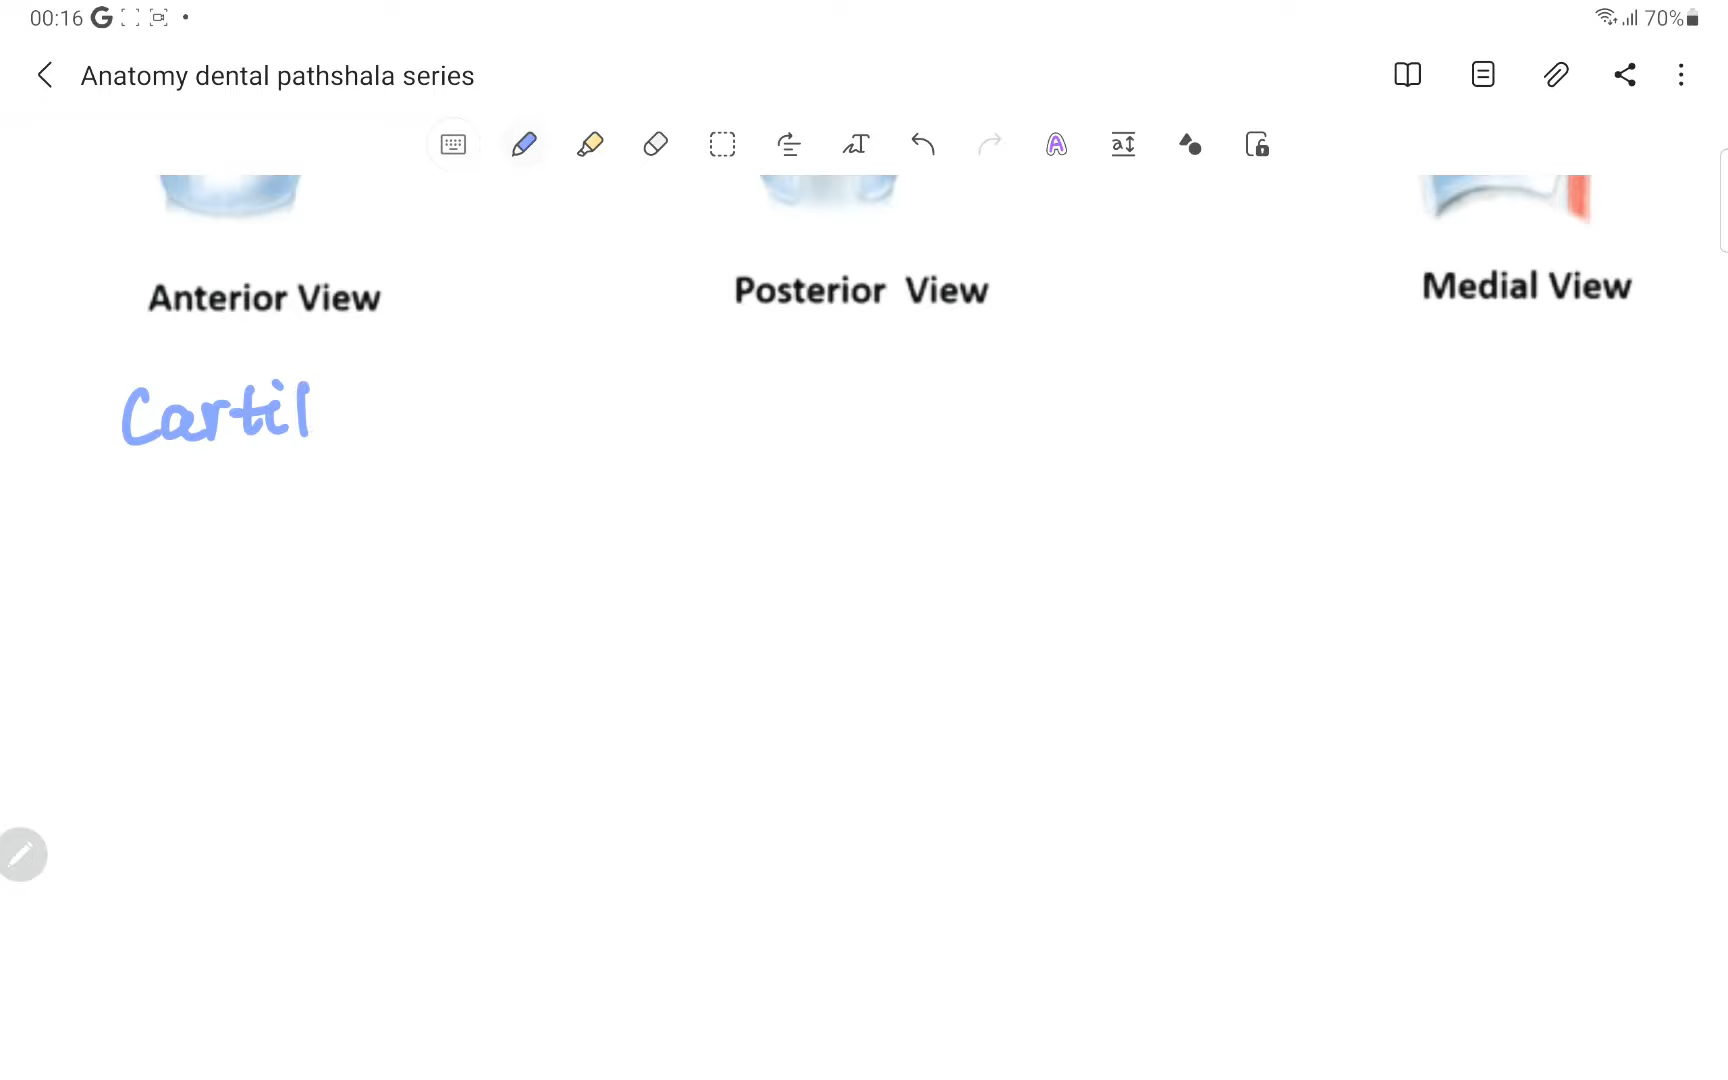 00:16 G 70%
Anatomy dental pathshala series
Anterior View Posterior View Medial View
Cartil